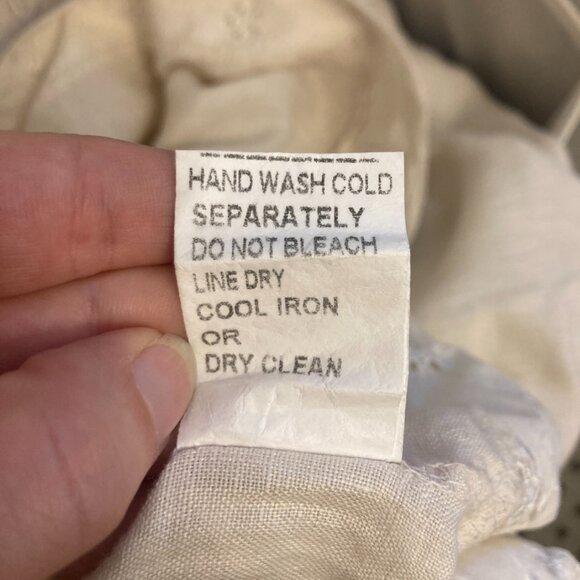 HAND WASH COLD
SEPARATELY
DO NOT BLEACH
LINE DRY
COOL IRON
OR
DRY CLEAN